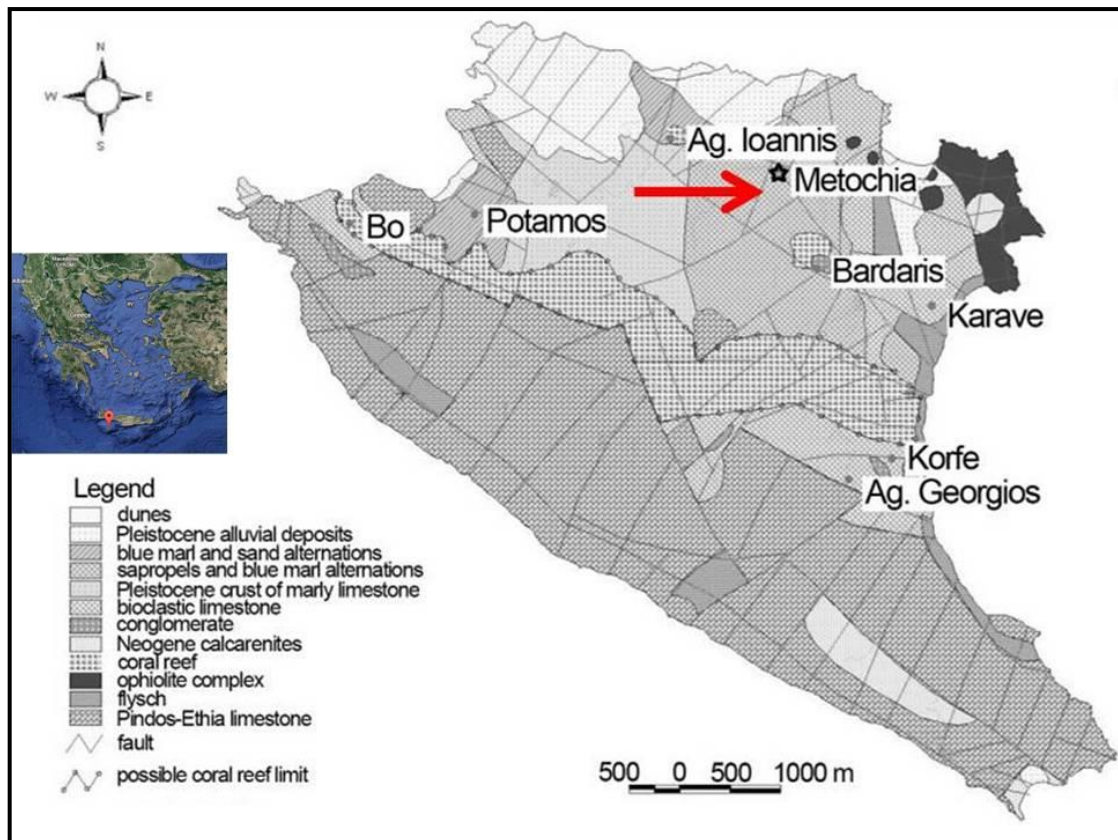 N
W E
S
Ag. Ioannis
Metochia
Bo
Potamos
Bardaris
Karave
Korfe
Ag. Georgios
Greece
Legend
dunes
Pleistocene alluvial deposits
blue marl and sand alternations
sapropels and blue marl alternations
Pleistocene crust of marly limestone
bioclastic limestone
conglomerate
Neogene calcarenites
coral reef
ophiolite complex
flysch
Pindos-Ethia limestone
fault
possible coral reef limit
500 0 500 1000 m